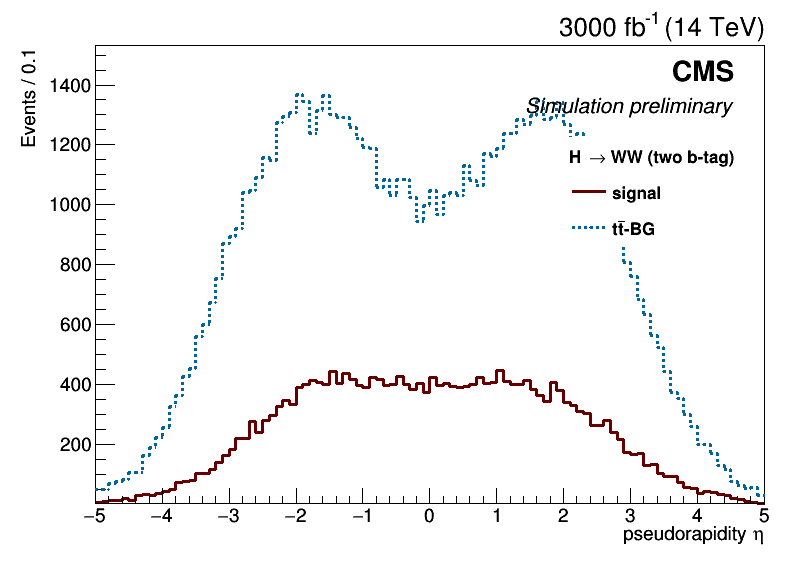 3000 fb⁻¹ (14 TeV)
CMS
Simulation preliminary
H → WW (two b-tag)
signal
tt̄-BG
Events / 0.1
1400
1200
1000
800
600
400
200
−5 −4 −3 −2 −1 0 1 2 3 4 5
pseudorapidity η